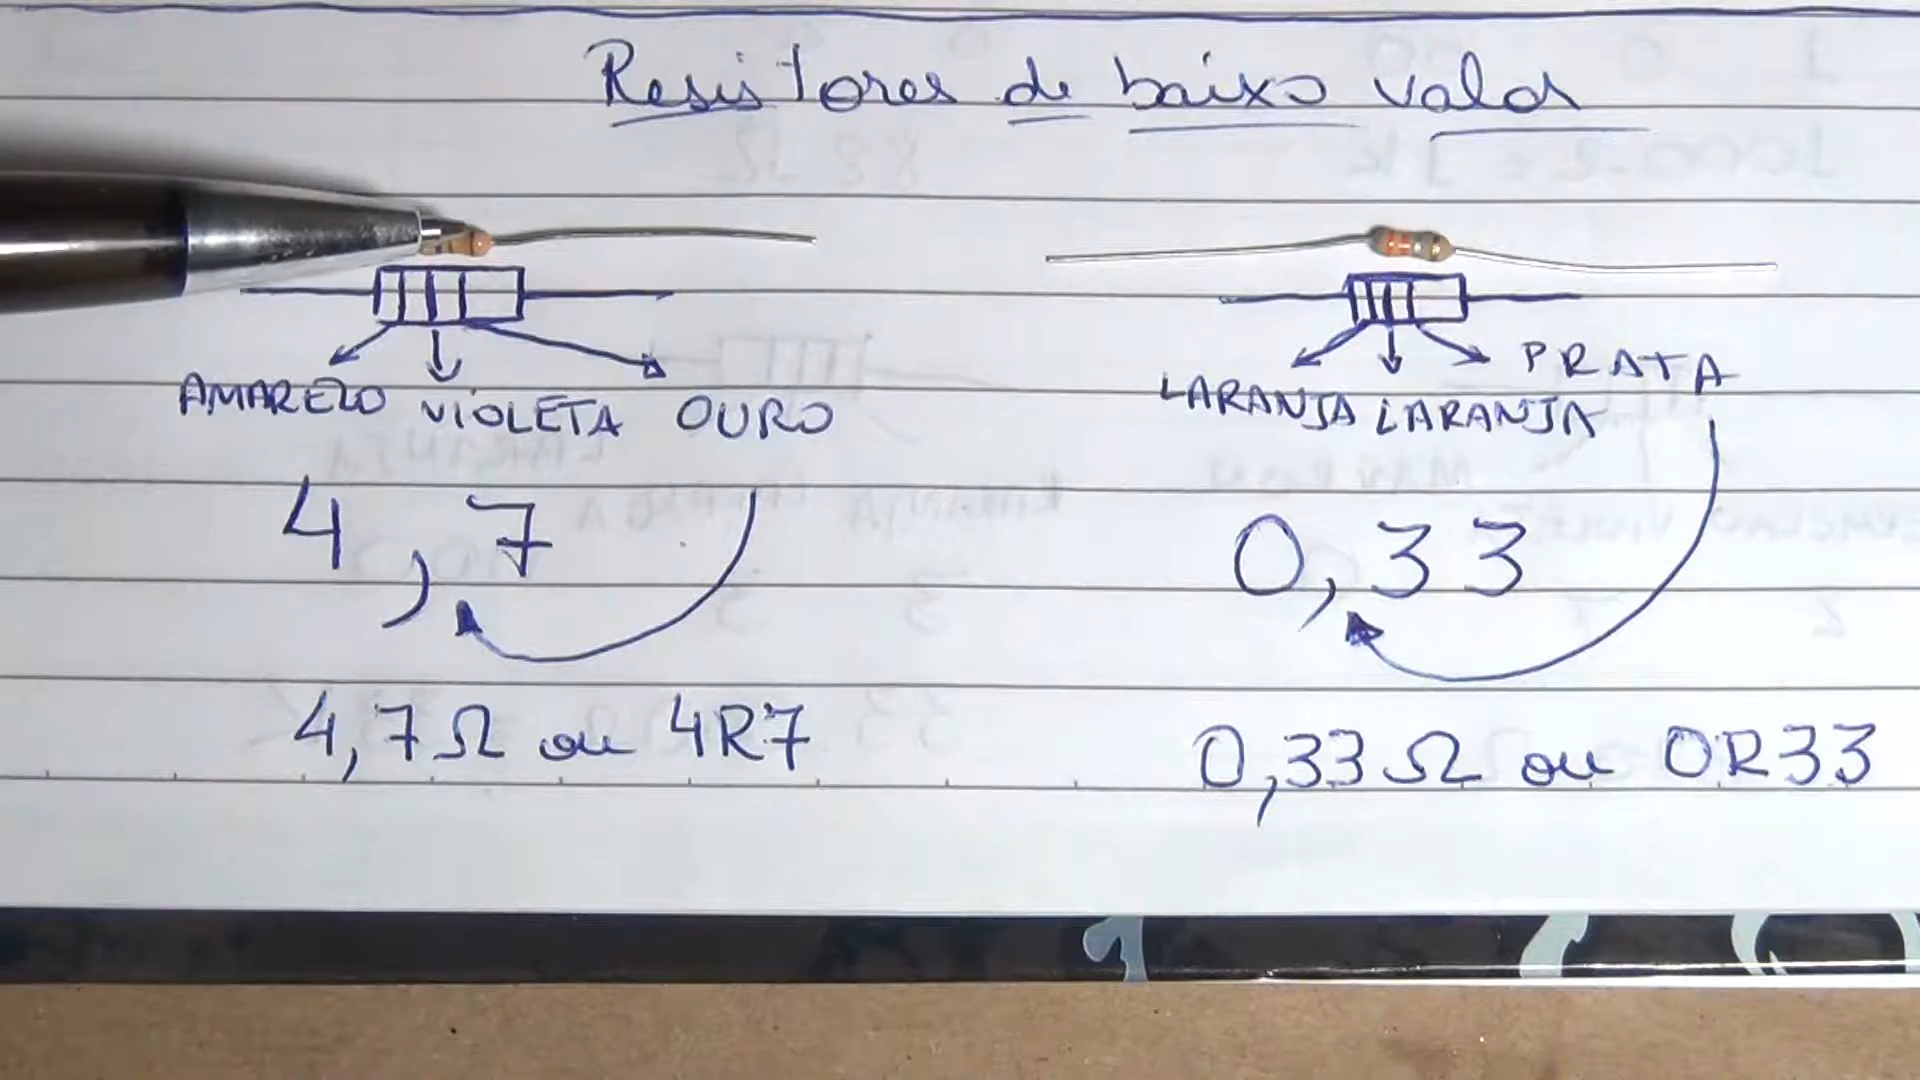 Resistores de baixo valor
AMARELO VIOLETA OURO
4,7
4,7Ω ou 4R7
LARANJA LARANJA PRATA
0,33
0,33Ω ou 0R33